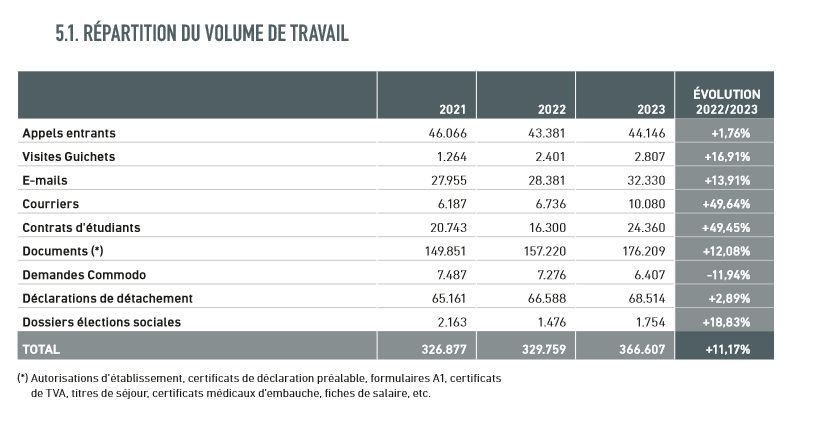 5.1. RÉPARTITION DU VOLUME DE TRAVAIL
2021 2022 2023 ÉVOLUTION 2022/2023
Appels entrants 46.066 43.381 44.146 +1,76%
Visites Guichets 1.264 2.401 2.807 +16,91%
E-mails 27.955 28.381 32.330 +13,91%
Courriers 6.187 6.736 10.080 +49,64%
Contrats d'étudiants 20.743 16.300 24.360 +49,45%
Documents (*) 149.851 157.220 176.209 +12,08%
Demandes Commodo 7.487 7.276 6.407 -11,94%
Déclarations de détachement 65.161 66.588 68.514 +2,89%
Dossiers élections sociales 2.163 1.476 1.754 +18,83%
TOTAL 326.877 329.759 366.607 +11,17%
(*) Autorisations d'établissement, certificats de déclaration préalable, formulaires A1, certificats
de TVA, titres de séjour, certificats médicaux d'embauche, fiches de salaire, etc.